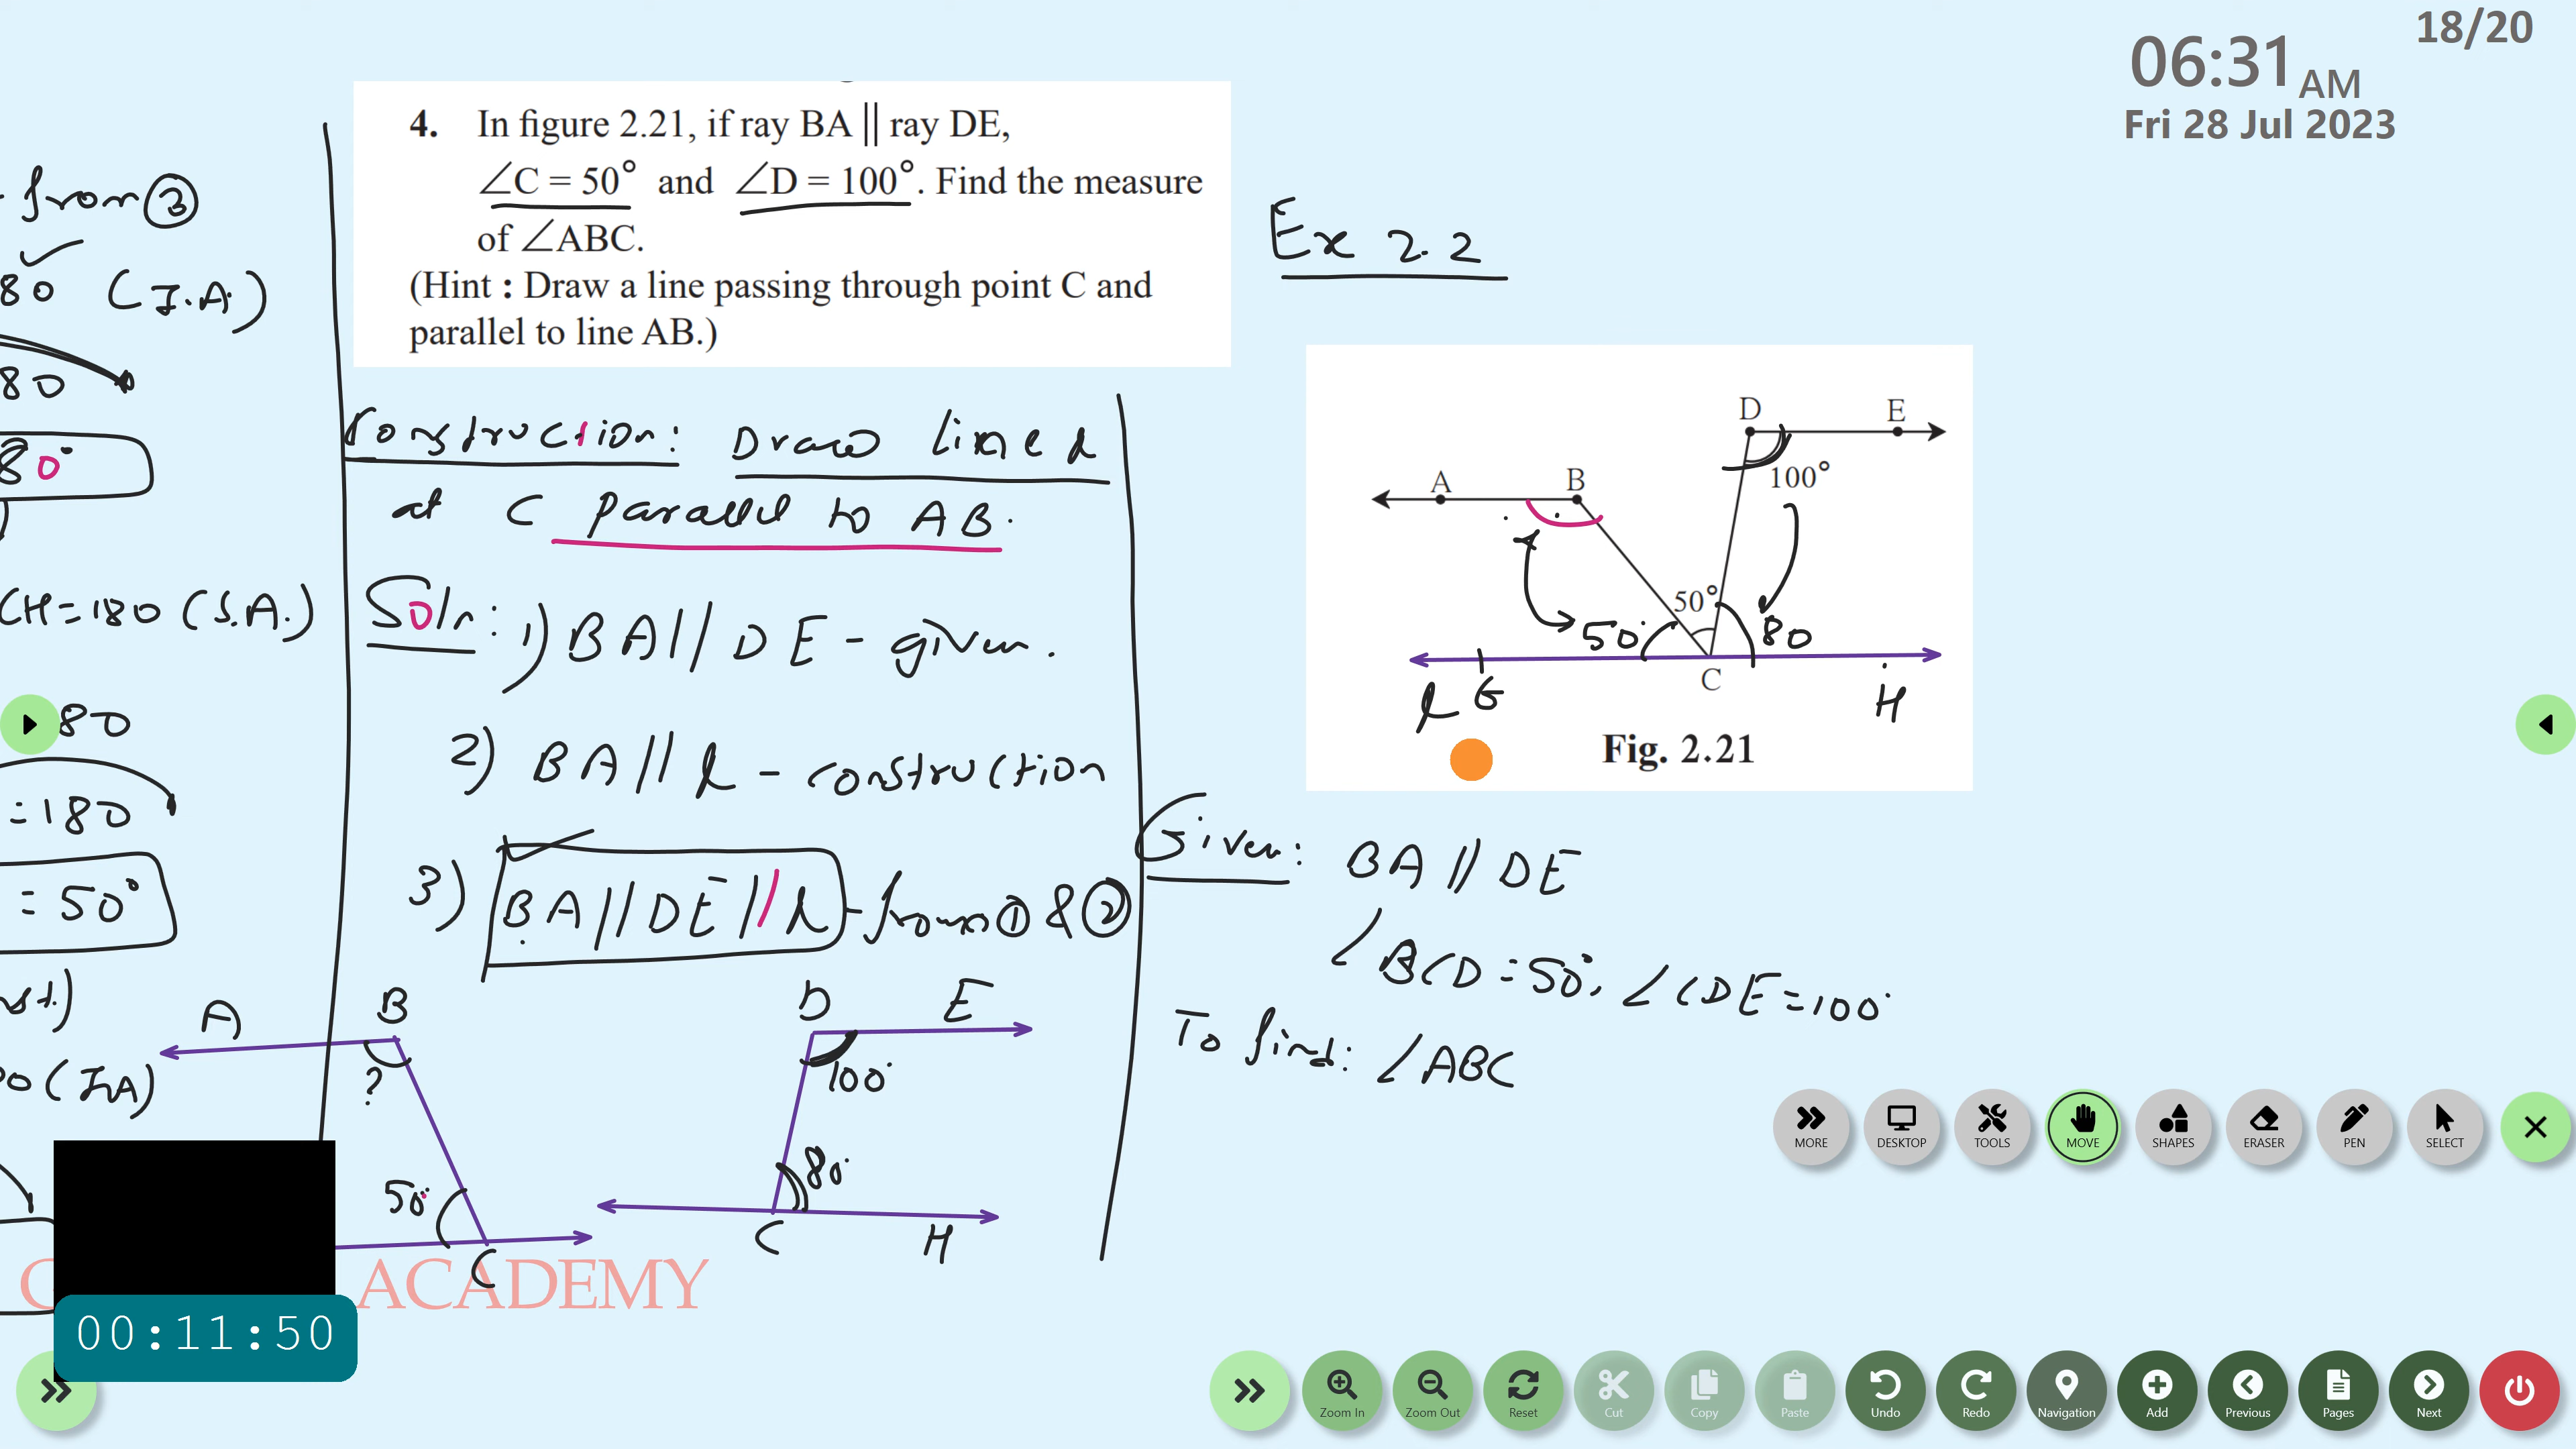 18/20
06:31 AM
Fri 28 Jul 2023
4. In figure 2.21, if ray BA || ray DE,
∠C = 50° and ∠D = 100°. Find the measure
of ∠ABC.
(Hint : Draw a line passing through point C and
parallel to line AB.)
Ex 2.2
from ③
80 (I.A)
80
80°
CH=180 (S.A.)
80
=180
= 50°
Construction: Draw line l
at C parallel to AB.
Soln: 1) BA // DE - given.
2) BA // l - construction
3) BA // DE // l - from ① & ②
A B
?
50°
C
D E
100°
80°
C H
D E
100°
A B
50°
50° 80
C
l G H
Fig. 2.21
Given: BA // DE
∠BCD = 50°, ∠CDE = 100°
To find: ∠ABC
MORE DESKTOP TOOLS MOVE SHAPES ERASER PEN SELECT
ACADEMY
00:11:50
Zoom In Zoom Out Reset Cut Copy Paste Undo Redo Navigation Add Previous Pages Next